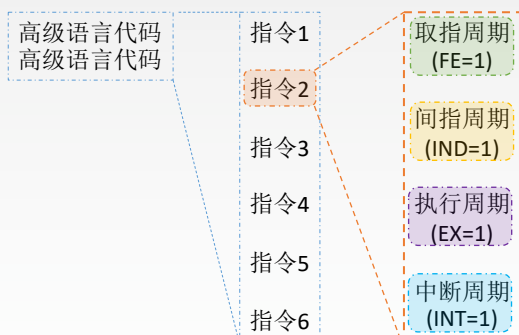 高级语言代码
高级语言代码
指令1
指令2
指令3
指令4
指令5
指令6
取指周期
(FE=1)
间指周期
(IND=1)
执行周期
(EX=1)
中断周期
(INT=1)